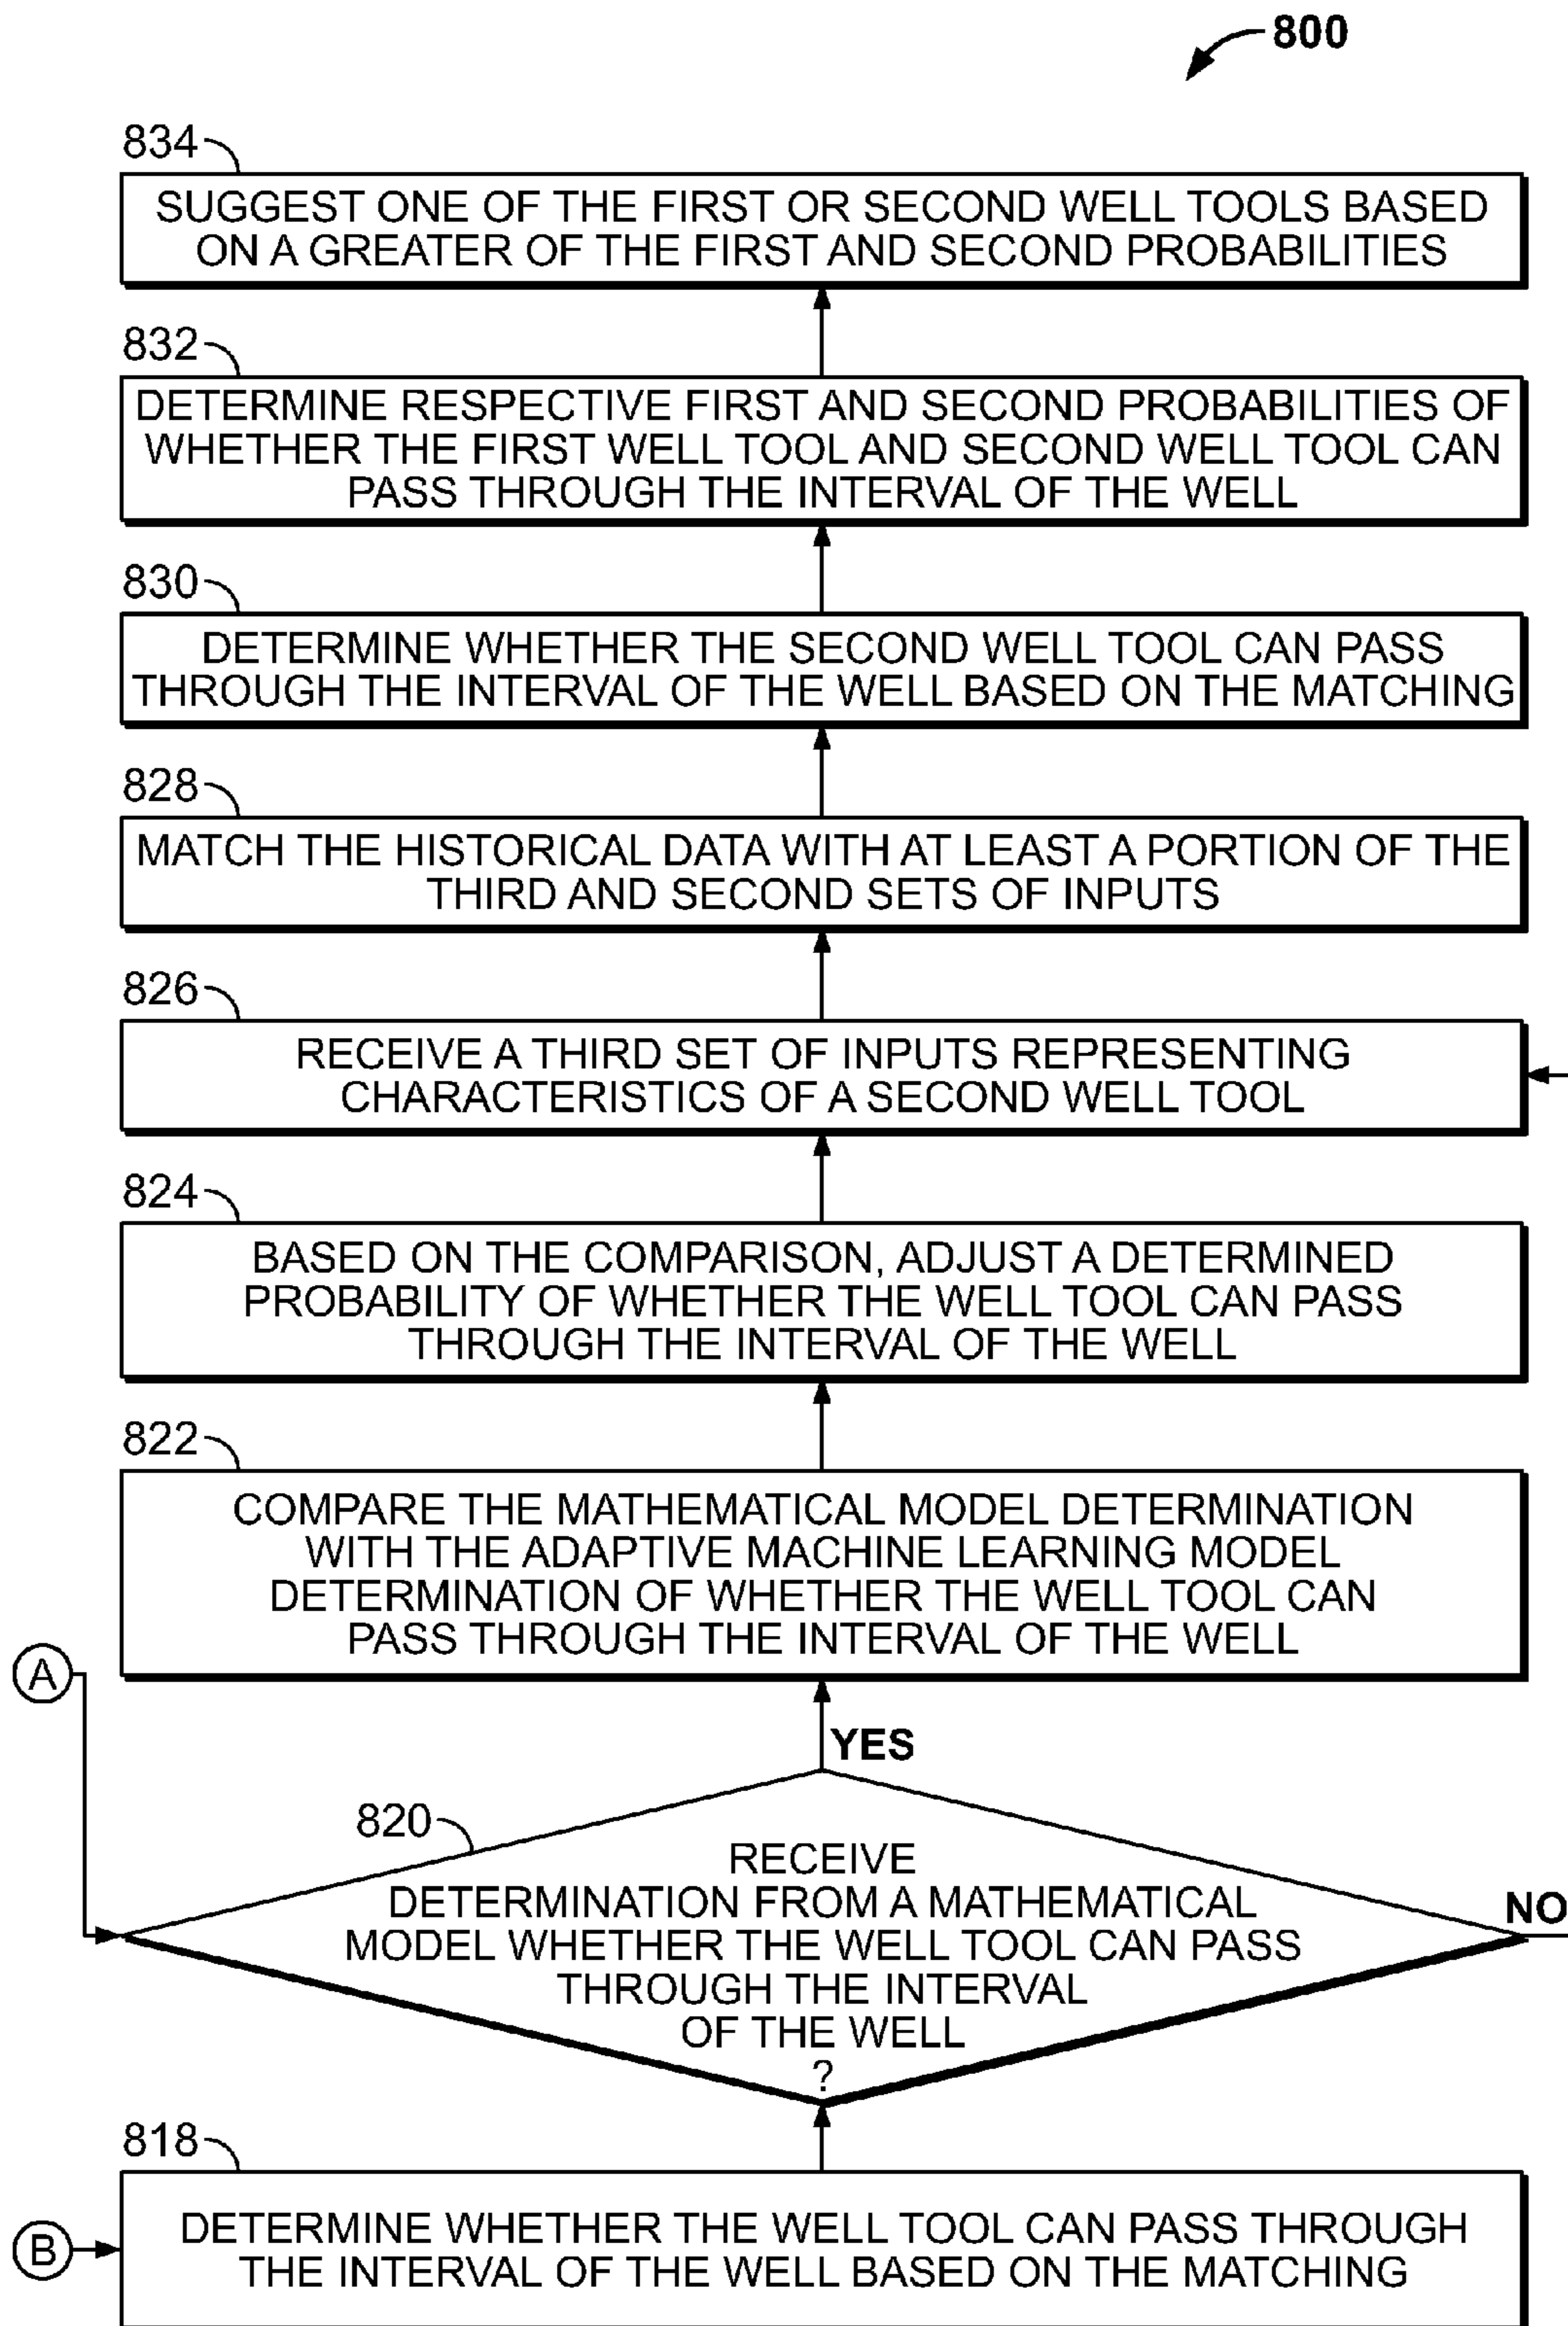 800
834
SUGGEST ONE OF THE FIRST OR SECOND WELL TOOLS BASED
ON A GREATER OF THE FIRST AND SECOND PROBABILITIES
832
DETERMINE RESPECTIVE FIRST AND SECOND PROBABILITIES OF
WHETHER THE FIRST WELL TOOL AND SECOND WELL TOOL CAN
PASS THROUGH THE INTERVAL OF THE WELL
830
DETERMINE WHETHER THE SECOND WELL TOOL CAN PASS
THROUGH THE INTERVAL OF THE WELL BASED ON THE MATCHING
828
MATCH THE HISTORICAL DATA WITH AT LEAST A PORTION OF THE
THIRD AND SECOND SETS OF INPUTS
826
RECEIVE A THIRD SET OF INPUTS REPRESENTING
CHARACTERISTICS OF A SECOND WELL TOOL
824
BASED ON THE COMPARISON, ADJUST A DETERMINED
PROBABILITY OF WHETHER THE WELL TOOL CAN PASS
THROUGH THE INTERVAL OF THE WELL
822
COMPARE THE MATHEMATICAL MODEL DETERMINATION
WITH THE ADAPTIVE MACHINE LEARNING MODEL
DETERMINATION OF WHETHER THE WELL TOOL CAN
PASS THROUGH THE INTERVAL OF THE WELL
A
YES
820
RECEIVE
DETERMINATION FROM A MATHEMATICAL
MODEL WHETHER THE WELL TOOL CAN PASS
THROUGH THE INTERVAL
OF THE WELL
?
NO
818
B
DETERMINE WHETHER THE WELL TOOL CAN PASS THROUGH
THE INTERVAL OF THE WELL BASED ON THE MATCHING